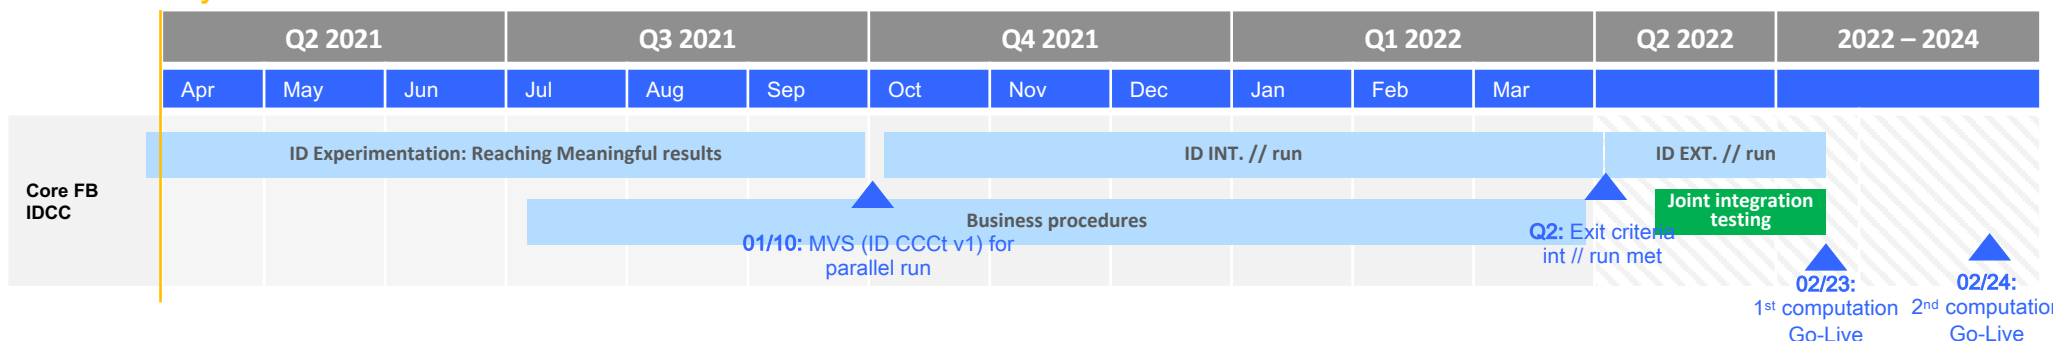 Q2 2021 Q3 2021 Q4 2021 Q1 2022 Q2 2022 2022 – 2024
Apr May Jun Jul Aug Sep Oct Nov Dec Jan Feb Mar
ID Experimentation: Reaching Meaningful results ID INT. // run ID EXT. // run
Core FB
IDCC
Joint integration
testing
Business procedures
01/10: MVS (ID CCCt v1) for
parallel run
Q2: Exit criteria
int // run met
02/23:
1st computation
Go-Live
02/24:
2nd computation
Go-Live